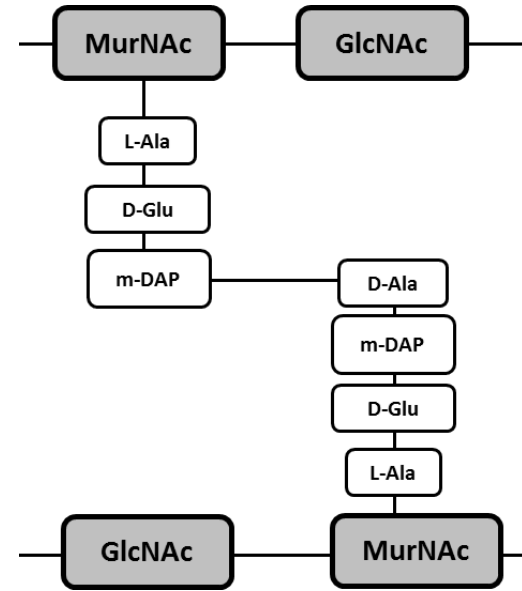 MurNAc GlcNAc
L-Ala
D-Glu
m-DAP D-Ala
m-DAP
D-Glu
L-Ala
GlcNAc MurNAc